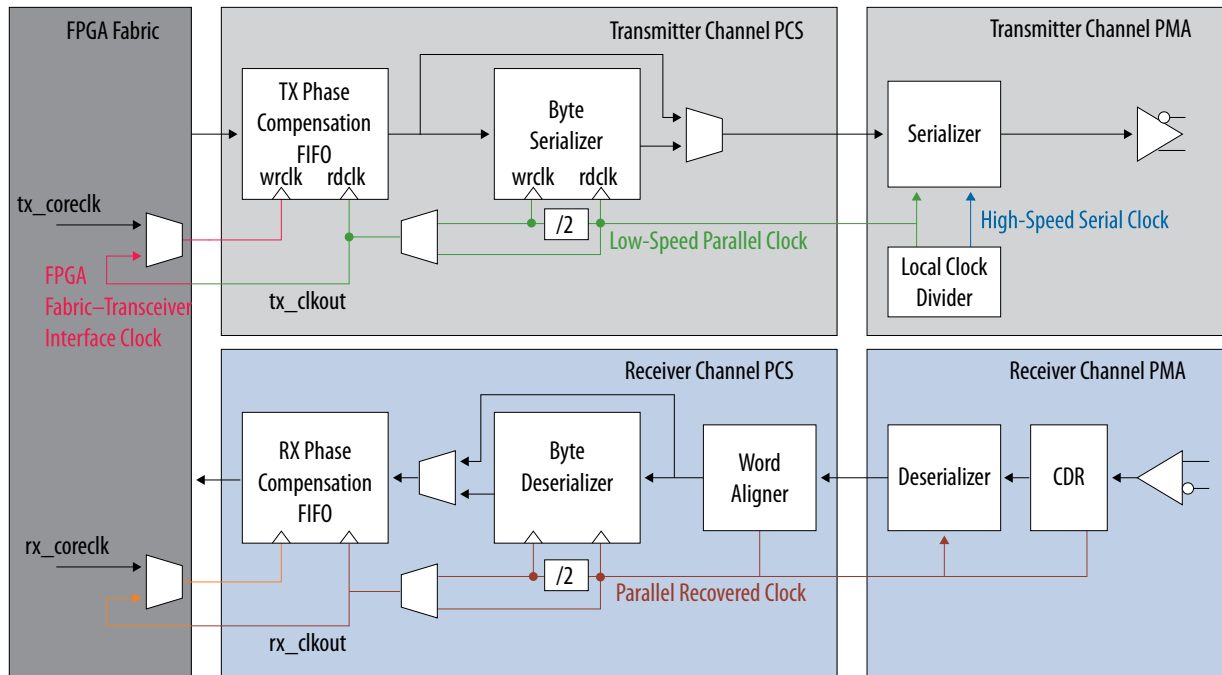 FPGA Fabric
Transmitter Channel PCS
Transmitter Channel PMA
TX Phase
Compensation
FIFO
wrclk
rdclk
Byte
Serializer
wrclk
rdclk
Serializer
tx_coreclk
/2
Low-Speed Parallel Clock
High-Speed Serial Clock
FPGA
Fabric–Transceiver
Interface Clock
tx_clkout
Local Clock
Divider
Receiver Channel PCS
Receiver Channel PMA
RX Phase
Compensation
FIFO
Byte
Deserializer
Word
Aligner
Deserializer
CDR
rx_coreclk
/2
Parallel Recovered Clock
rx_clkout